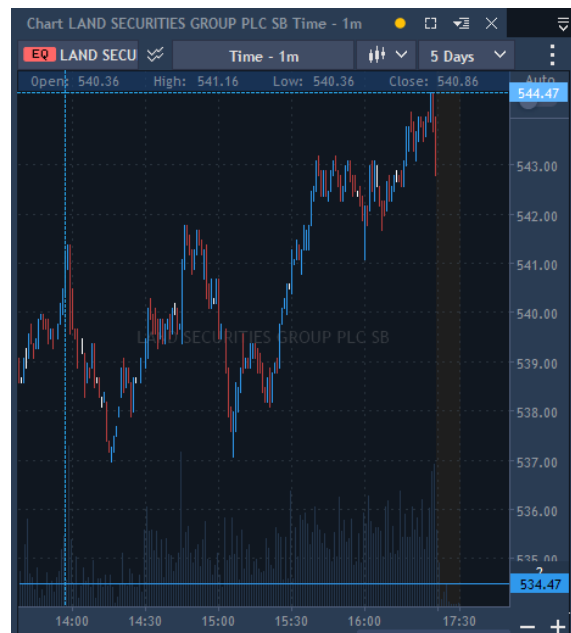 Chart LAND SECURITIES GROUP PLC SB Time - 1m
EQ LAND SECU Time - 1m 5 Days
Open: 540.36 High: 541.16 Low: 540.36 Close: 540.86 Auto
544.47
543.00
542.00
541.00
540.00
LAND SECURITIES GROUP PLC SB
539.00
538.00
537.00
536.00
535.00
?
534.47
14:00 14:30 15:00 15:30 16:00 17:30